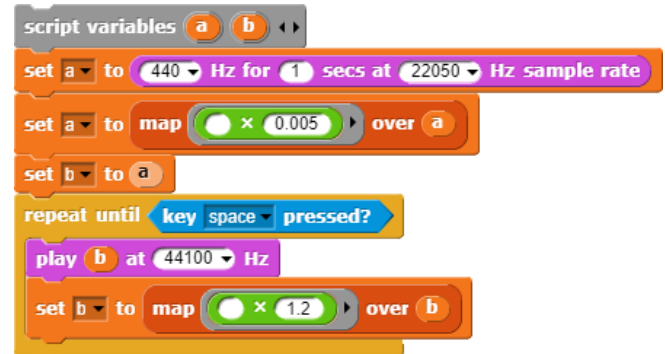 script variables a b
set a to 440 Hz for 1 secs at 22050 Hz sample rate
set a to map × 0.005 over a
set b to a
repeat until key space pressed?
play b at 44100 Hz
set b to map × 1.2 over b